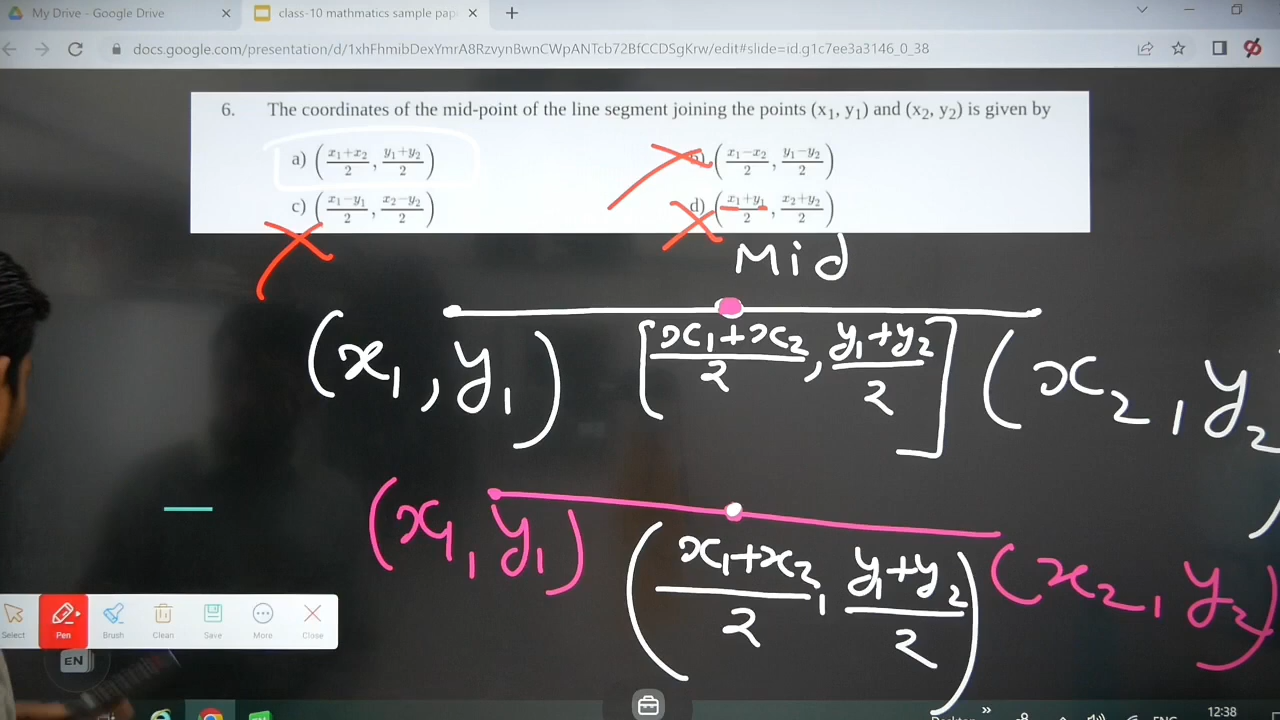 My Drive - Google Drive
class-10 mathmatics sample pap
docs.google.com/presentation/d/1xhFhmibDexYmrA8RzvynBwnCWpANTcb72BfCCDSgKrw/edit#slide=id.g1c7ee3a3146_0_38
6. The coordinates of the mid-point of the line segment joining the points (x₁, y₁) and (x₂, y₂) is given by
a) ((x₁+x₂)/2, (y₁+y₂)/2) b) ((x₁−x₂)/2, (y₁−y₂)/2)
c) ((x₁−y₁)/2, (x₂−y₂)/2) d) ((x₁+y₁)/2, (x₂+y₂)/2)
Mid
(x₁, y₁) [(x₁+x₂)/2, (y₁+y₂)/2] (x₂, y₂)
(x₁, y₁) ((x₁+x₂)/2, (y₁+y₂)/2) (x₂, y₂)
Select Pen Brush Clean Save More Close
EN
12:38